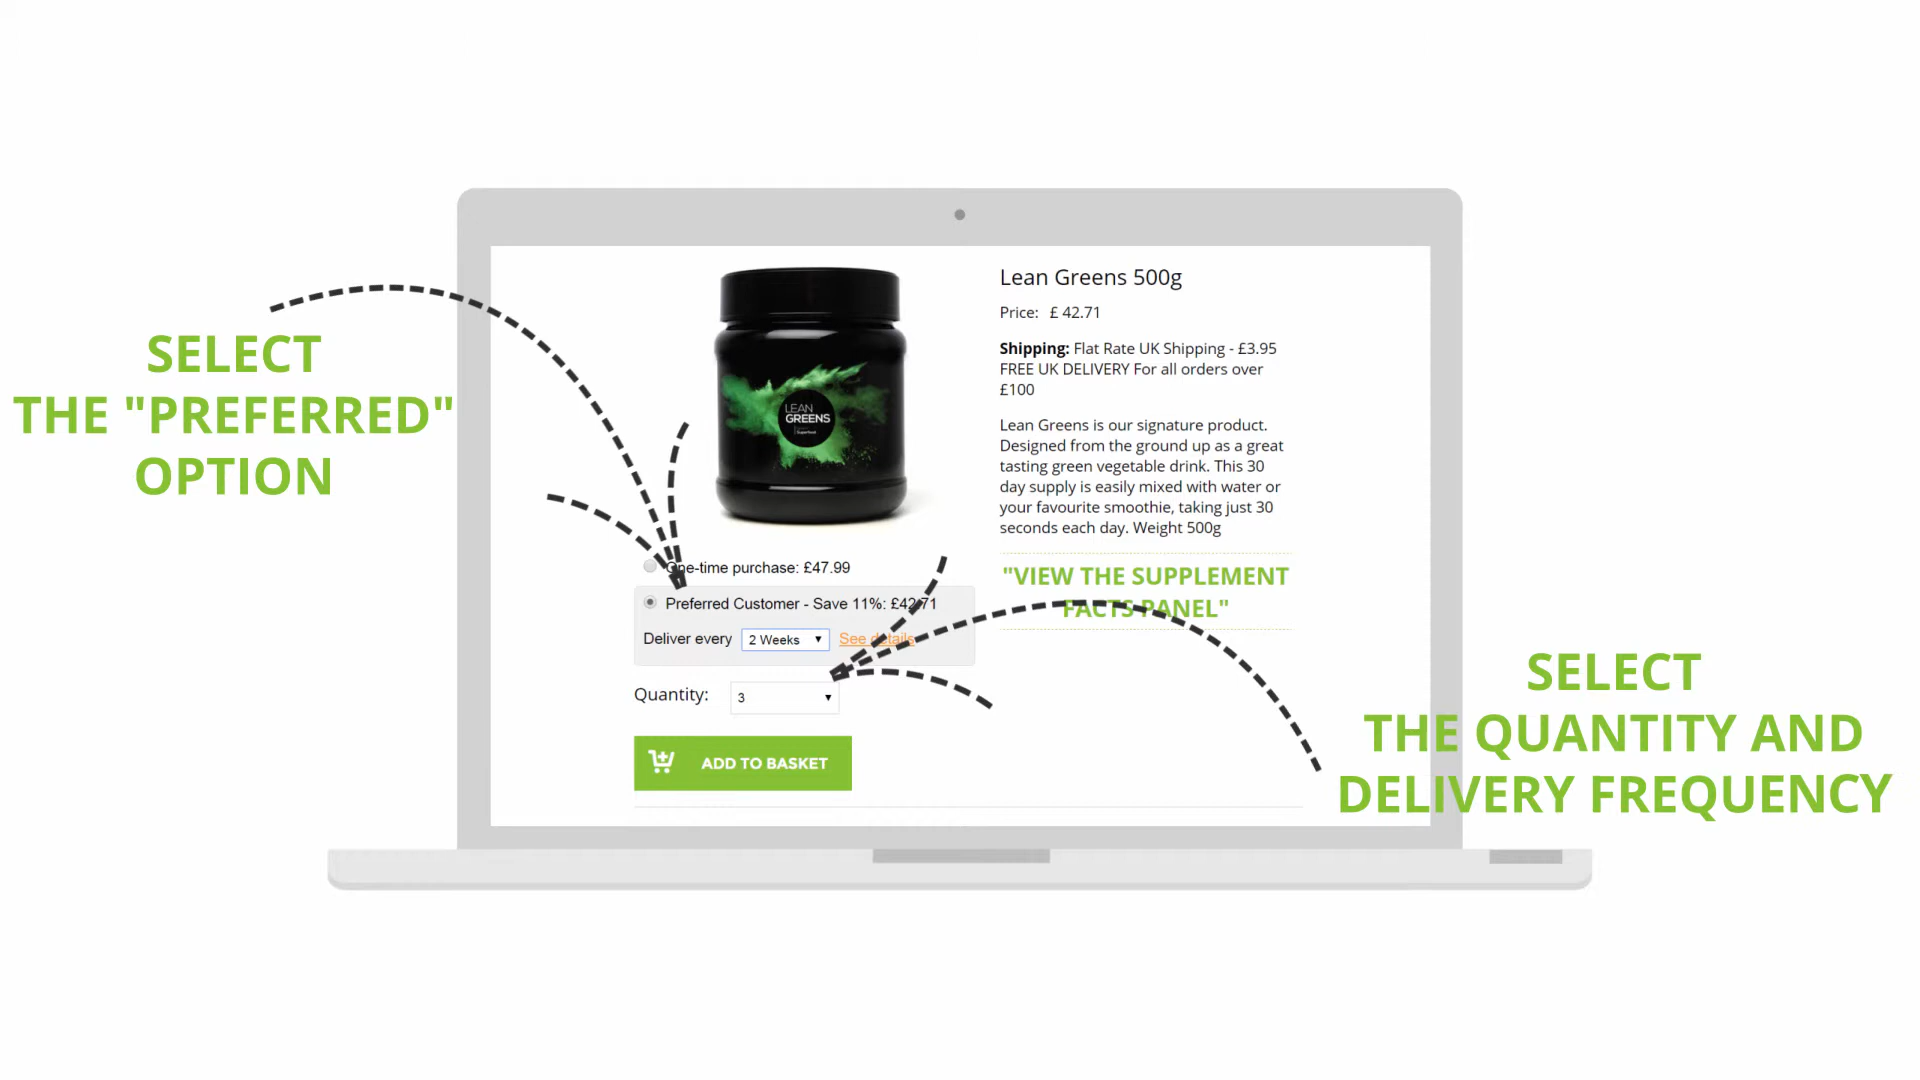 SELECT
THE "PREFERRED"
OPTION
LEAN
GREENS
Superfood
One-time purchase: £47.99
Preferred Customer - Save 11%: £42.71
Deliver every 2 Weeks See details
Quantity: 3
ADD TO BASKET
Lean Greens 500g
Price: £ 42.71
Shipping: Flat Rate UK Shipping - £3.95
FREE UK DELIVERY For all orders over
£100
Lean Greens is our signature product.
Designed from the ground up as a great
tasting green vegetable drink. This 30
day supply is easily mixed with water or
your favourite smoothie, taking just 30
seconds each day. Weight 500g
"VIEW THE SUPPLEMENT
FACTS PANEL"
SELECT
THE QUANTITY AND
DELIVERY FREQUENCY